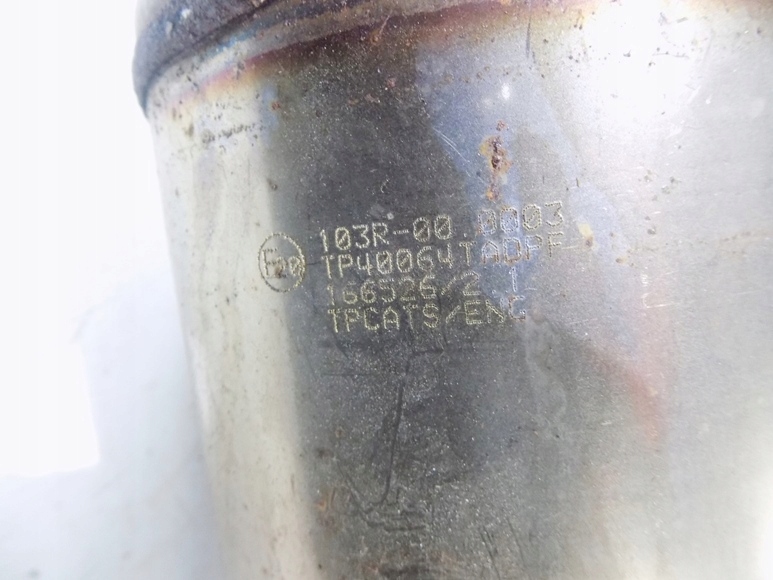 103R-00.0003
E20 TP40064TADPF
166526/2.1
TPCATS/ENG